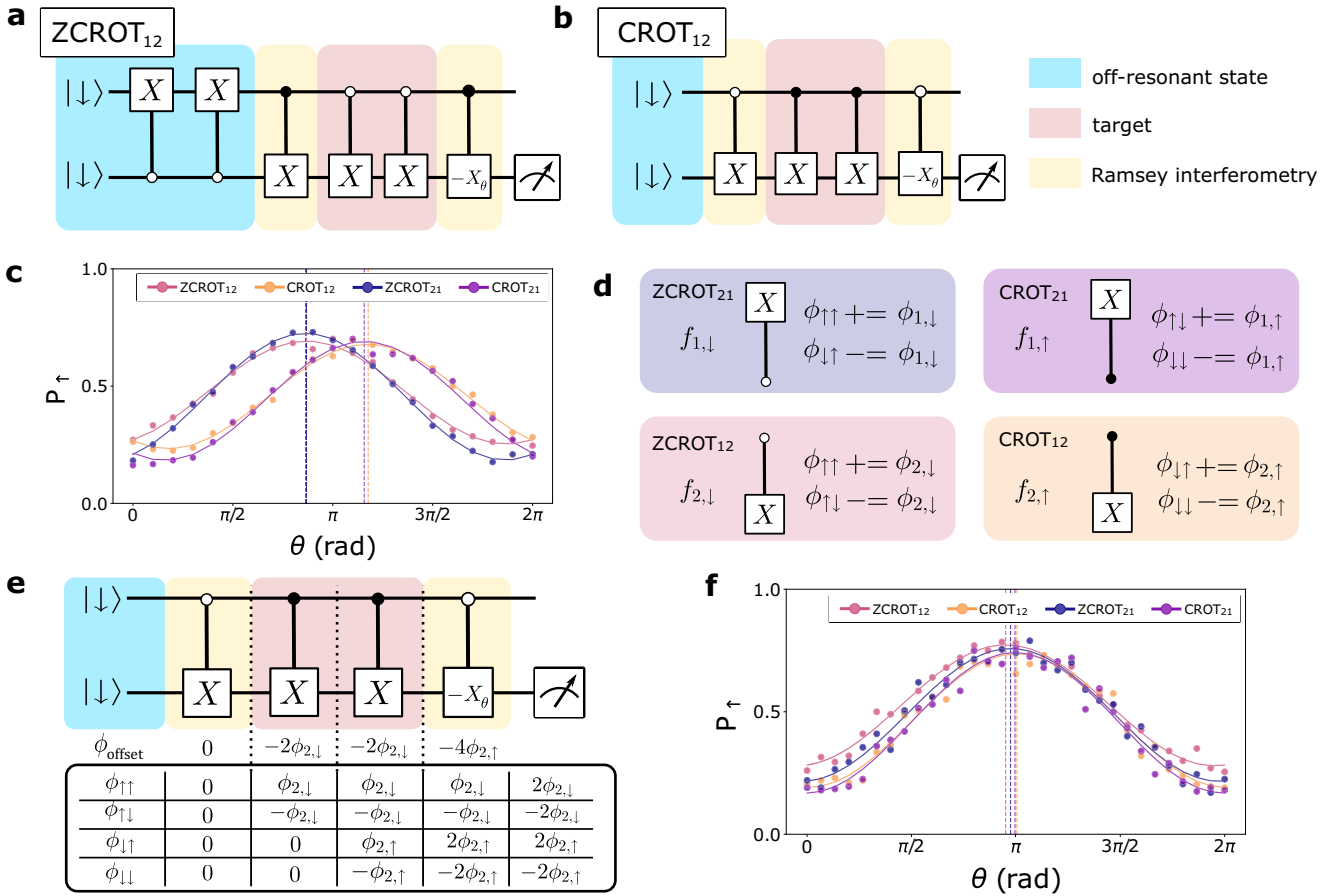 a
ZCROT₁₂
|↓⟩ X X
|↓⟩ X X X −X_θ
b
CROT₁₂
|↓⟩
|↓⟩ X X X −X_θ
off-resonant state
target
Ramsey interferometry
c
ZCROT₁₂ CROT₁₂ ZCROT₂₁ CROT₂₁
P↑
1.0
0.5
0.0
0 π/2 π 3π/2 2π
θ (rad)
d
ZCROT₂₁ X
f₁,↓
ϕ↑↑ += ϕ₁,↓
ϕ↓↑ −= ϕ₁,↓
CROT₂₁ X
f₁,↑
ϕ↑↓ += ϕ₁,↑
ϕ↓↓ −= ϕ₁,↑
ZCROT₁₂
f₂,↓ X
ϕ↑↑ += ϕ₂,↓
ϕ↑↓ −= ϕ₂,↓
CROT₁₂
f₂,↑ X
ϕ↓↑ += ϕ₂,↑
ϕ↓↓ −= ϕ₂,↑
e
|↓⟩
|↓⟩ X X X −X_θ
ϕ_offset 0 −2ϕ₂,↓ −2ϕ₂,↓ −4ϕ₂,↑
ϕ↑↑ 0 ϕ₂,↓ ϕ₂,↓ ϕ₂,↓ 2ϕ₂,↓
ϕ↑↓ 0 −ϕ₂,↓ −ϕ₂,↓ −ϕ₂,↓ −2ϕ₂,↓
ϕ↓↑ 0 0 ϕ₂,↑ 2ϕ₂,↑ 2ϕ₂,↑
ϕ↓↓ 0 0 −ϕ₂,↑ −2ϕ₂,↑ −2ϕ₂,↑
f
ZCROT₁₂ CROT₁₂ ZCROT₂₁ CROT₂₁
P↑
1.0
0.5
0.0
0 π/2 π 3π/2 2π
θ (rad)